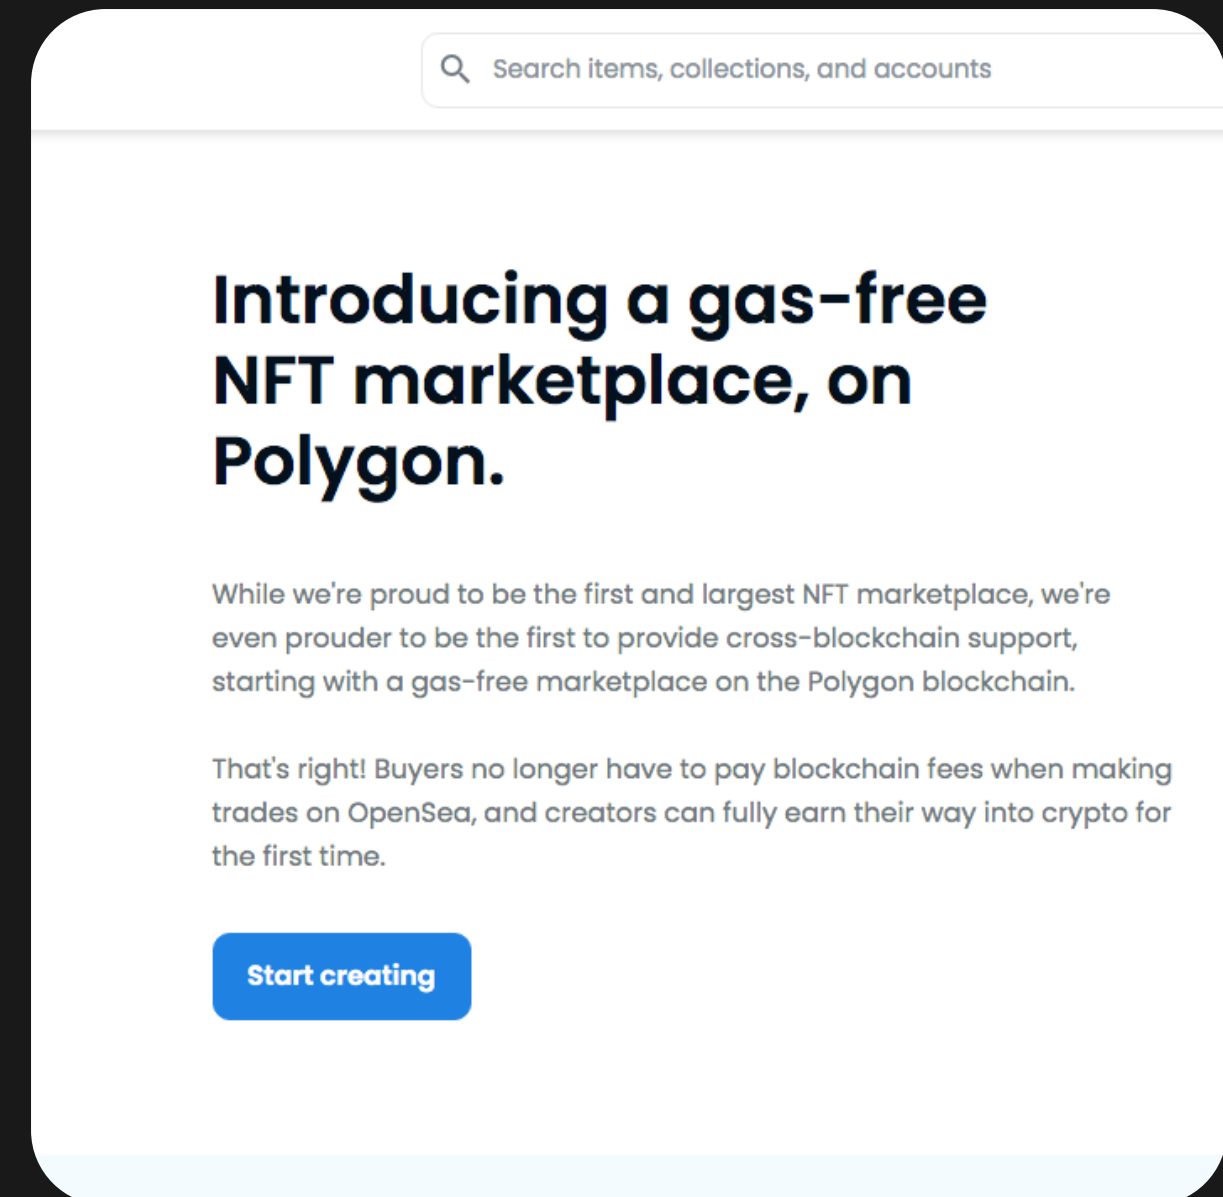 Search items, collections, and accounts
Introducing a gas-free
NFT marketplace, on
Polygon.
While we're proud to be the first and largest NFT marketplace, we're
even prouder to be the first to provide cross-blockchain support,
starting with a gas-free marketplace on the Polygon blockchain.
That's right! Buyers no longer have to pay blockchain fees when making
trades on OpenSea, and creators can fully earn their way into crypto for
the first time.
Start creating